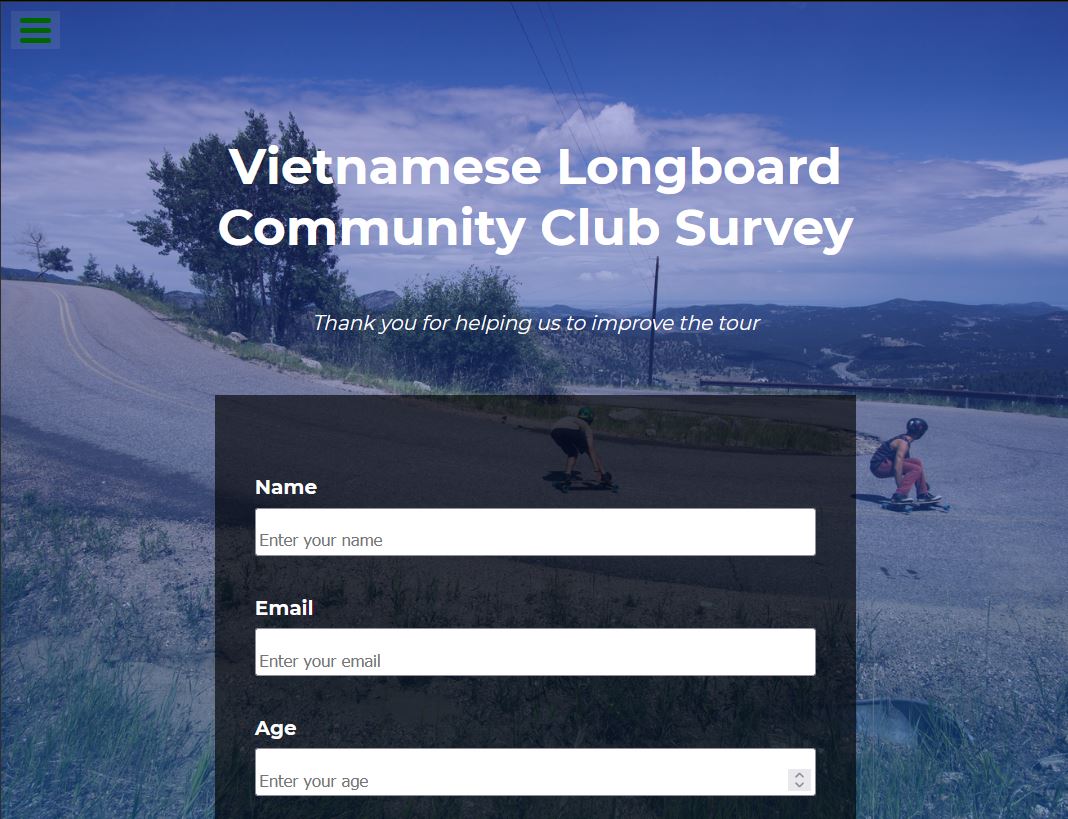 Vietnamese Longboard
Community Club Survey
Thank you for helping us to improve the tour
Name
Enter your name
Email
Enter your email
Age
Enter your age